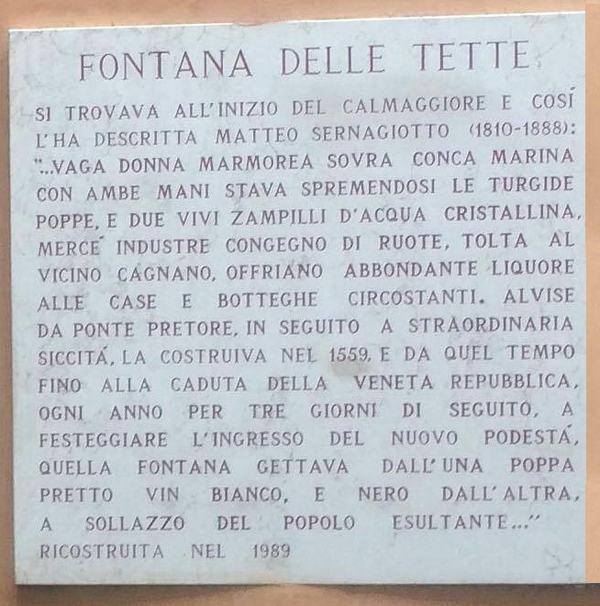 FONTANA DELLE TETTE
SI TROVAVA ALL'INIZIO DEL CALMAGGIORE E COSÍ
L'HA DESCRITTA MATTEO SERNAGIOTTO (1810-1888):
"...VAGA DONNA MARMOREA SOVRA CONCA MARINA
CON AMBE MANI STAVA SPREMENDOSI LE TURGIDE
POPPE, E DUE VIVI ZAMPILLI D'ACQUA CRISTALLINA,
MERCÉ INDUSTRE CONGEGNO DI RUOTE, TOLTA AL
VICINO CAGNANO, OFFRIANO ABBONDANTE LIQUORE
ALLE CASE E BOTTEGHE CIRCOSTANTI. ALVISE
DA PONTE PRETORE, IN SEGUITO A STRAORDINARIA
SICCITÁ, LA COSTRUIVA NEL 1559, E DA QUEL TEMPO
FINO ALLA CADUTA DELLA VENETA REPUBBLICA,
OGNI ANNO PER TRE GIORNI DI SEGUITO, A
FESTEGGIARE L'INGRESSO DEL NUOVO PODESTÁ,
QUELLA FONTANA GETTAVA DALL'UNA POPPA
PRETTO VIN BIANCO, E NERO DALL'ALTRA,
A SOLLAZZO DEL POPOLO ESULTANTE..."
RICOSTRUITA NEL 1989